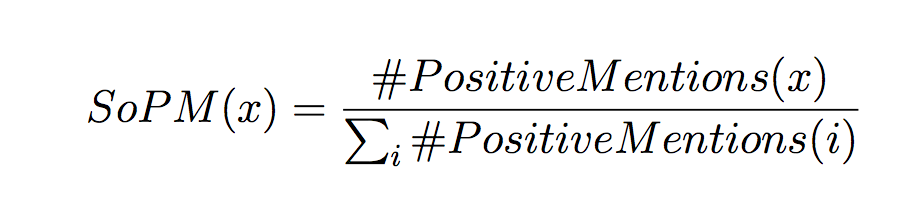 SoPM(x) = #PositiveMentions(x) / ∑_i #PositiveMentions(i)